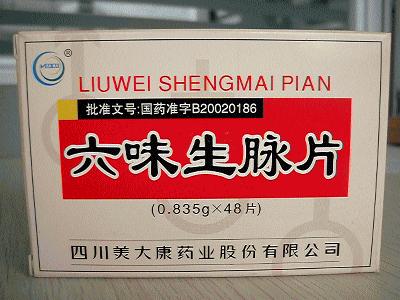 ®
LIUWEI SHENGMAI PIAN
批准文号:国药准字B20020186
六味生脉片
(0.835g×48片)
四川美大康药业股份有限公司